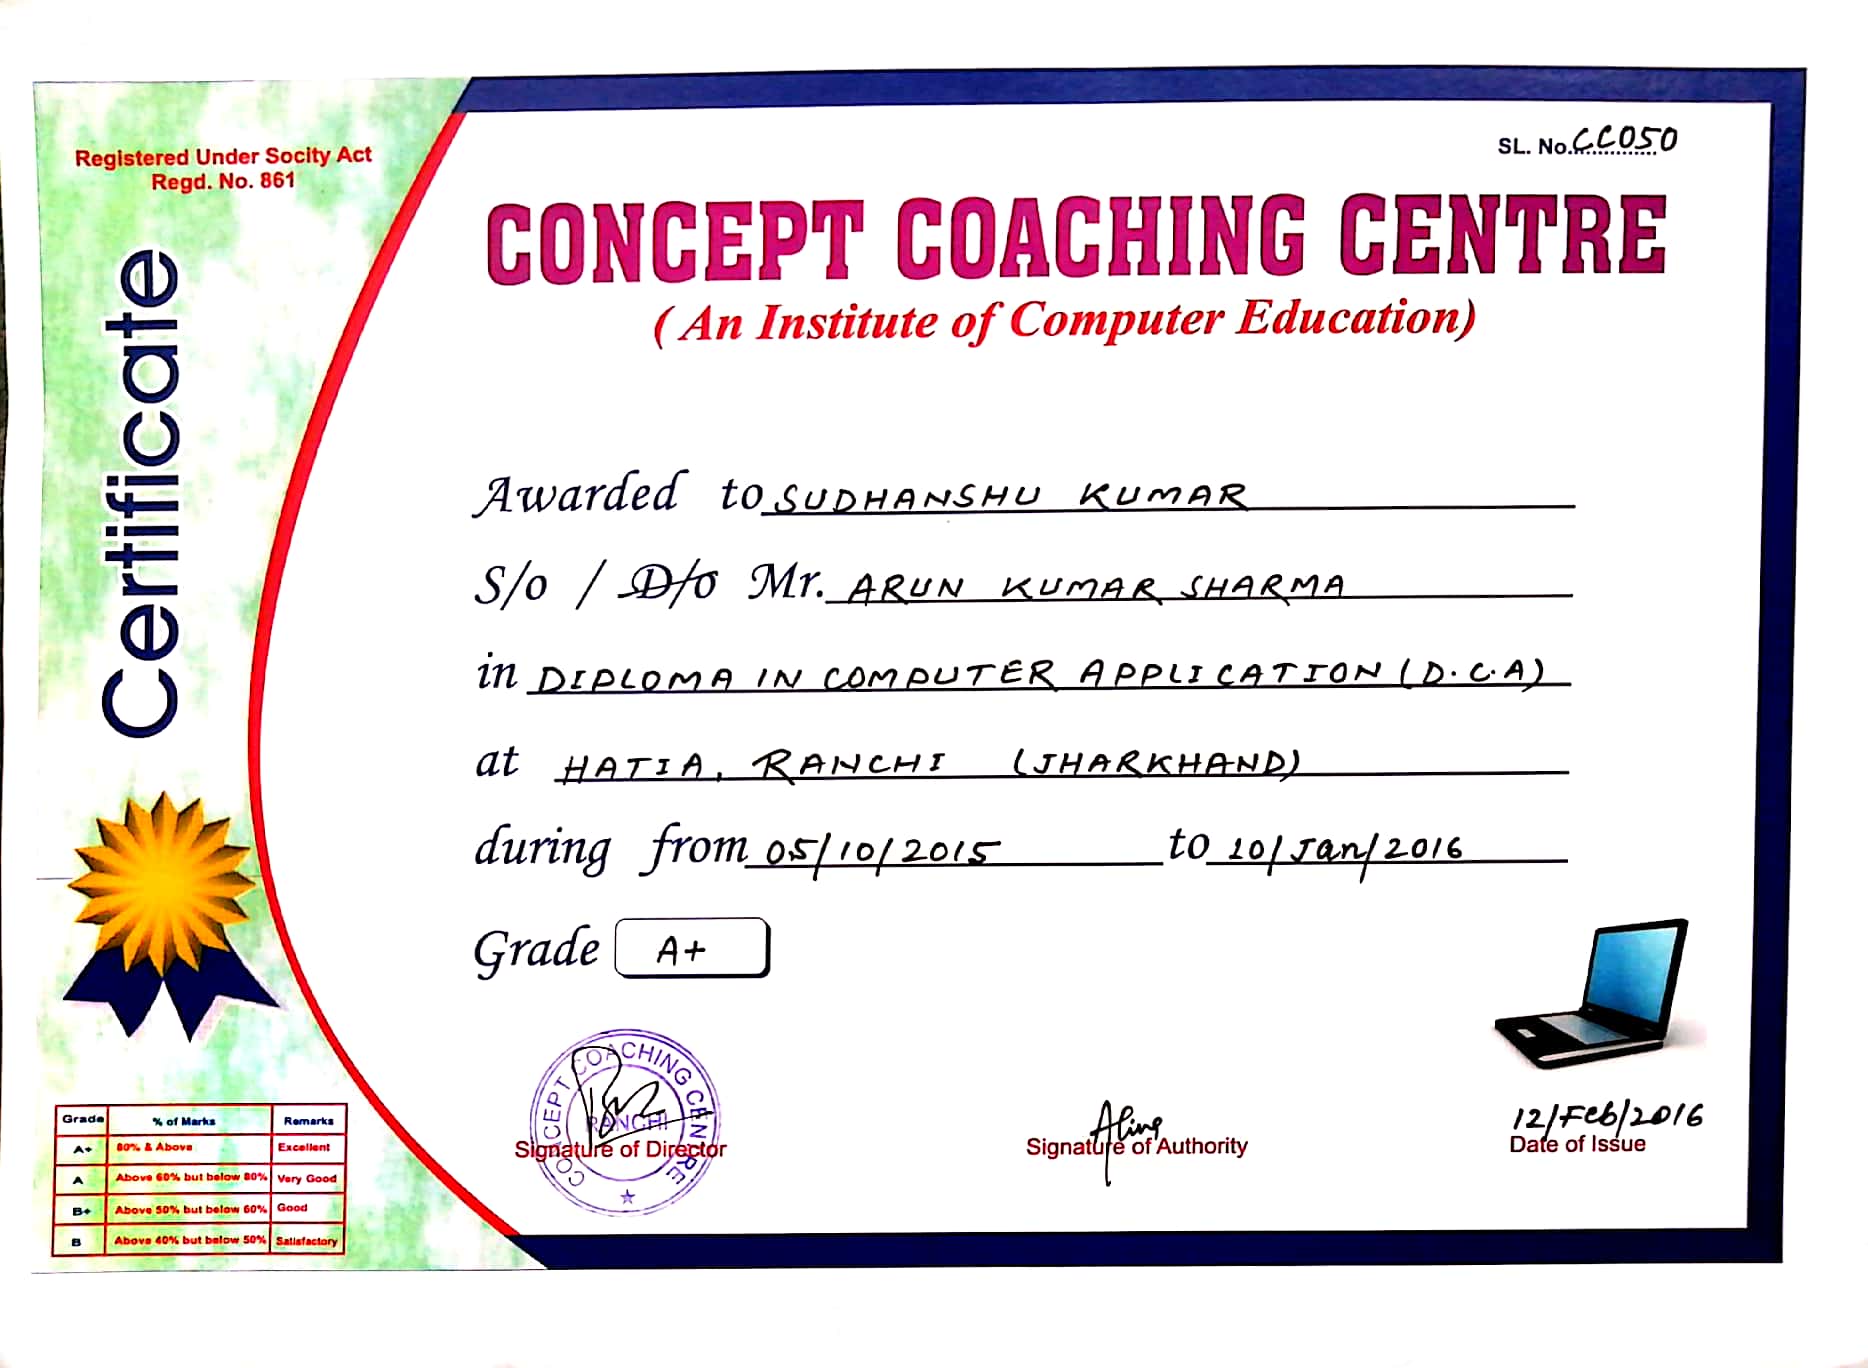 Registered Under Socity Act
Regd. No. 861
Certificate
SL. No. CC050
CONCEPT COACHING CENTRE
( An Institute of Computer Education)
Awarded to SUDHANSHU KUMAR
S/o / D/o Mr. ARUN KUMAR SHARMA
in DIPLOMA IN COMPUTER APPLICATION (D.C.A)
at HATIA, RANCHI (JHARKHAND)
during from 05/10/2015 to 10/Jan/2016
Grade A+
CONCEPT COACHING CENTRE
RANCHI
Signature of Director
Signature of Authority
12/Feb/2016
Date of Issue
Grade % of Marks Remarks
A+ 80% & Above Excellent
A Above 60% but below 80% Very Good
B+ Above 50% but below 60% Good
B Above 40% but below 50% Satisfactory